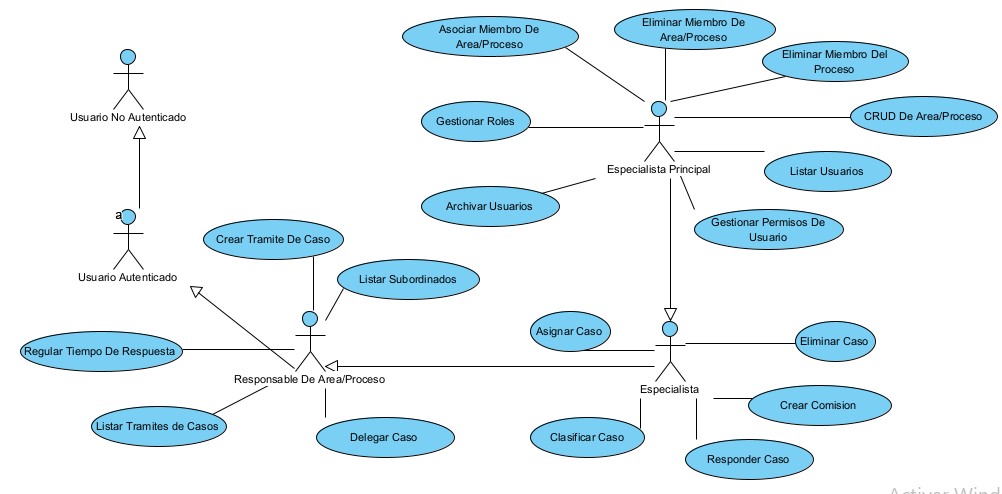 Asociar Miembro De
Area/Proceso
Eliminar Miembro De
Area/Proceso
Eliminar Miembro Del
Proceso
Usuario No Autenticado
Gestionar Roles
CRUD De Area/Proceso
Especialista Principal
Listar Usuarios
Archivar Usuarios
a
Gestionar Permisos De
Usuario
Usuario Autenticado
Crear Tramite De Caso
Listar Subordinados
Asignar Caso
Eliminar Caso
Regular Tiempo De Respuesta
Responsable De Area/Proceso
Especialista
Crear Comision
Listar Tramites de Casos
Delegar Caso
Clasificar Caso
Responder Caso
Activar Wind